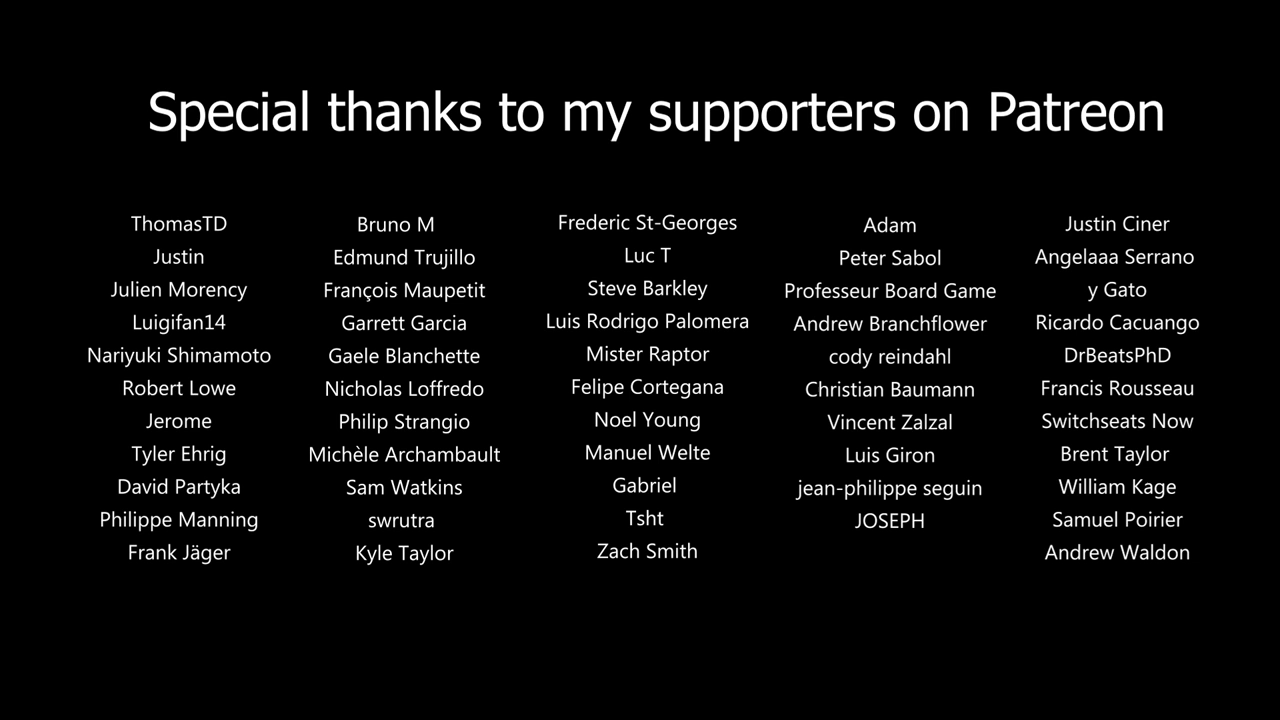 Special thanks to my supporters on Patreon
ThomasTD
Justin
Julien Morency
Luigifan14
Nariyuki Shimamoto
Robert Lowe
Jerome
Tyler Ehrig
David Partyka
Philippe Manning
Frank Jäger
Bruno M
Edmund Trujillo
François Maupetit
Garrett Garcia
Gaele Blanchette
Nicholas Loffredo
Philip Strangio
Michèle Archambault
Sam Watkins
swrutra
Kyle Taylor
Frederic St-Georges
Luc T
Steve Barkley
Luis Rodrigo Palomera
Mister Raptor
Felipe Cortegana
Noel Young
Manuel Welte
Gabriel
Tsht
Zach Smith
Adam
Peter Sabol
Professeur Board Game
Andrew Branchflower
cody reindahl
Christian Baumann
Vincent Zalzal
Luis Giron
jean-philippe seguin
JOSEPH
Justin Ciner
Angelaaa Serrano
y Gato
Ricardo Cacuango
DrBeatsPhD
Francis Rousseau
Switchseats Now
Brent Taylor
William Kage
Samuel Poirier
Andrew Waldon